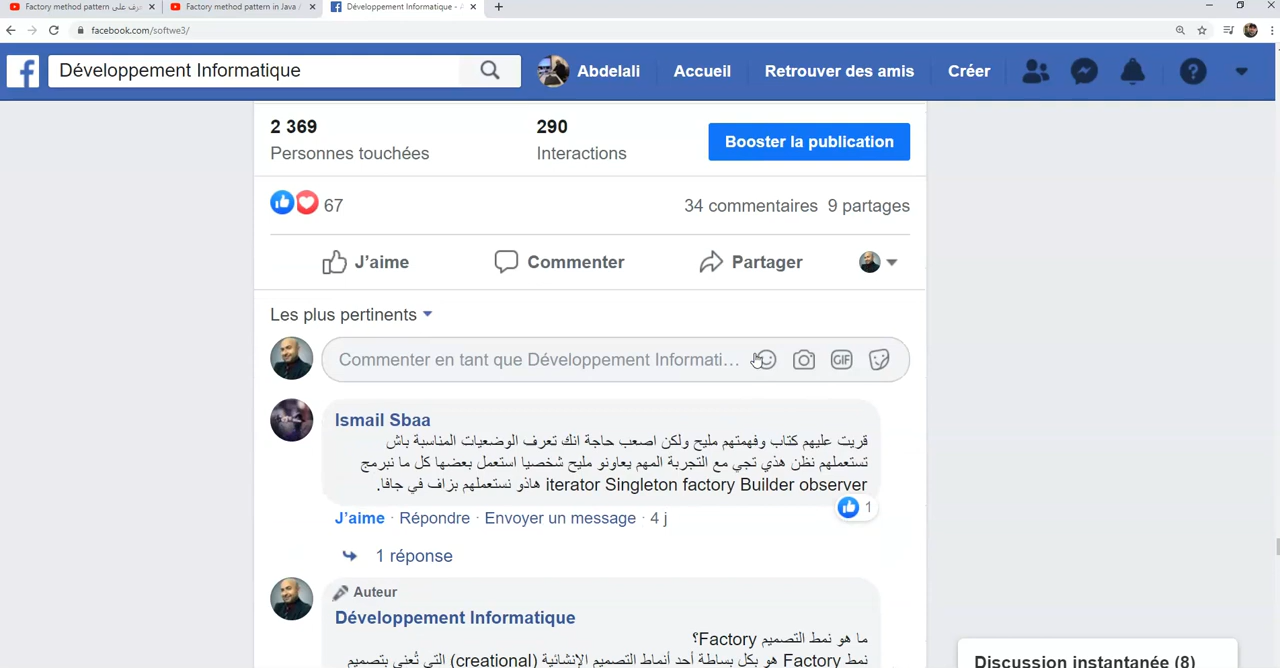 تعرف على Factory method pattern
Factory method pattern in Java /
Développement Informatique - A
facebook.com/softwe3/
Développement Informatique
Abdelali
Accueil
Retrouver des amis
Créer
2 369
290
Personnes touchées
Interactions
Booster la publication
67
34 commentaires 9 partages
J’aime
Commenter
Partager
Les plus pertinents
Commenter en tant que Développement Informati…
GIF
Ismail Sbaa
قريت عليهم كتاب وفهمتهم مليح ولكن اصعب حاجة انك تعرف الوضعيات المناسبة باش
تستعملهم نظن هذي تجي مع التجربة المهم يعاونو مليح شخصيا استعمل بعضها كل ما نبرمج
iterator Singleton factory Builder observer هاذو نستعملهم بزاف في جافا.
1
J’aime · Répondre · Envoyer un message · 4 j
1 réponse
Auteur
Développement Informatique
ما هو نمط التصميم Factory؟
نمط Factory هو بكل بساطة أحد أنماط التصميم الإنشائية (creational) التي تُعنى بتصميم
Discussion instantanée (8)